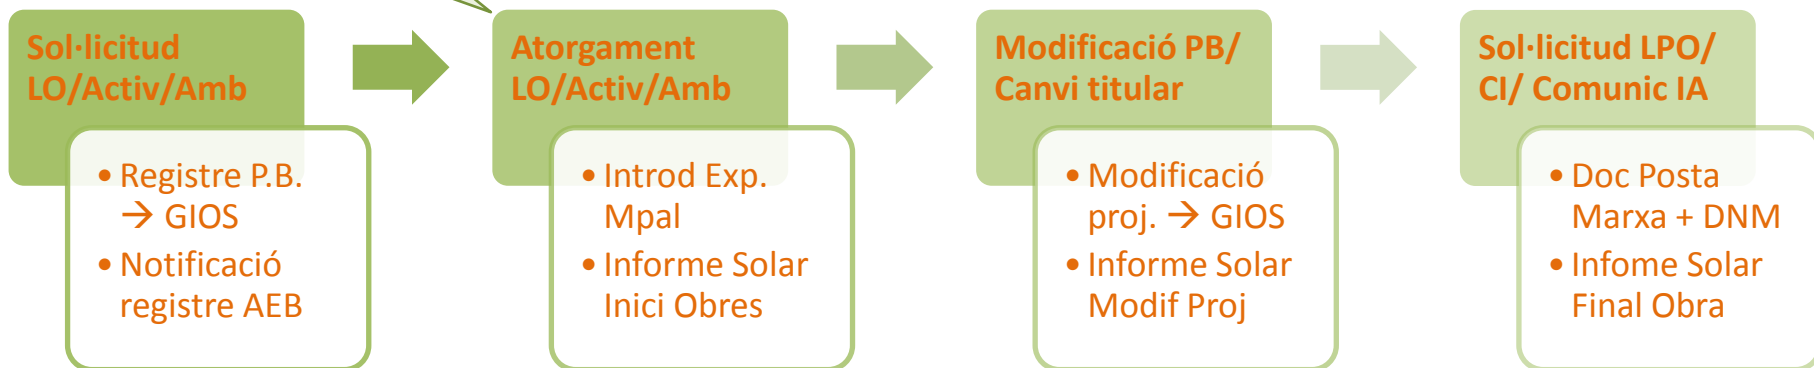 Sol·licitud
LO/Activ/Amb
• Registre P.B.
→ GIOS
• Notificació
registre AEB
Atorgament
LO/Activ/Amb
• Introd Exp.
Mpal
• Informe Solar
Inici Obres
Modificació PB/
Canvi titular
• Modificació
proj. → GIOS
• Informe Solar
Modif Proj
Sol·licitud LPO/
CI/ Comunic IA
• Doc Posta
Marxa + DNM
• Infome Solar
Final Obra